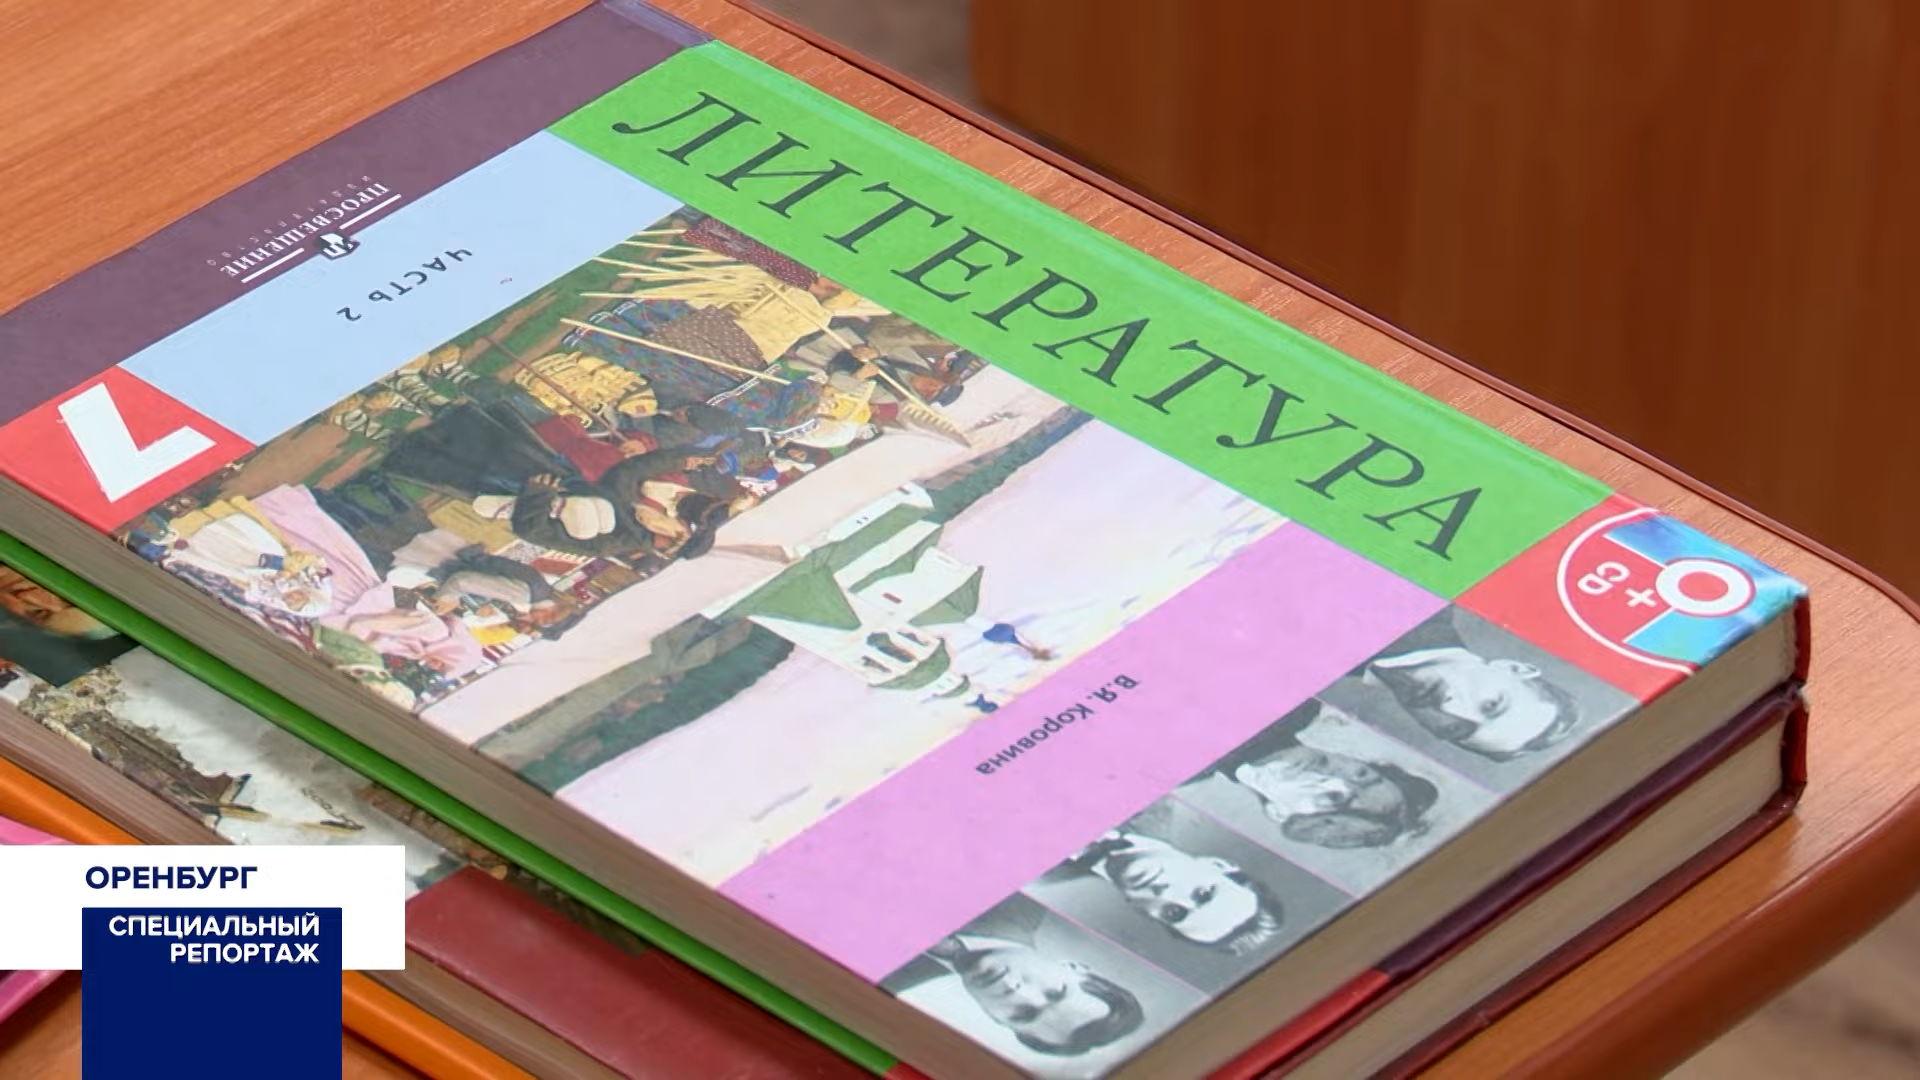 ЛИТЕРАТУРА
ИЗДАТЕЛЬСТВО
ПРОСВЕЩЕНИЕ
ЧАСТЬ 2
7
+
CD
В.Я. Коровина
ОРЕНБУРГ
СПЕЦИАЛЬНЫЙ
РЕПОРТАЖ